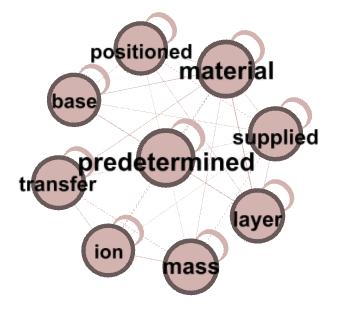 positioned
material
base
supplied
predetermined
transfer
layer
ion
mass